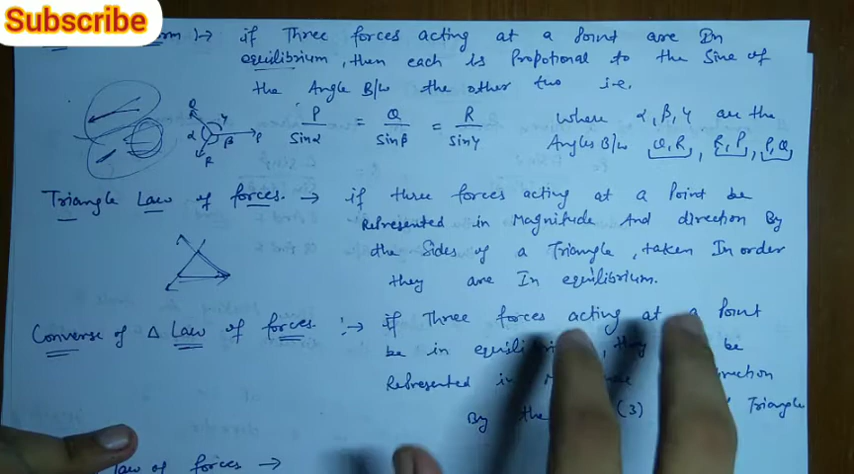 Subscribe
:→ if Three forces acting at a Point are In
equilibrium, then each is Propotional to the Sine of
the Angle B/w the other two i.e.
P/Sinα = Q/Sinβ = R/Sinγ
where α, β, γ are the
Angles B/w Q,R, R,P, P,Q
Q
γ
α
β
P
R
Triangle Law of forces. → if three forces acting at a Point be
Represented in Magnitude And direction By
the Sides of a Triangle, taken In order
they are In equilibrium.
Converse of Δ Law of forces. :→ if Three forces acting at a Point
be in, they be
Represented in
By the (3) Triangle
law of forces →